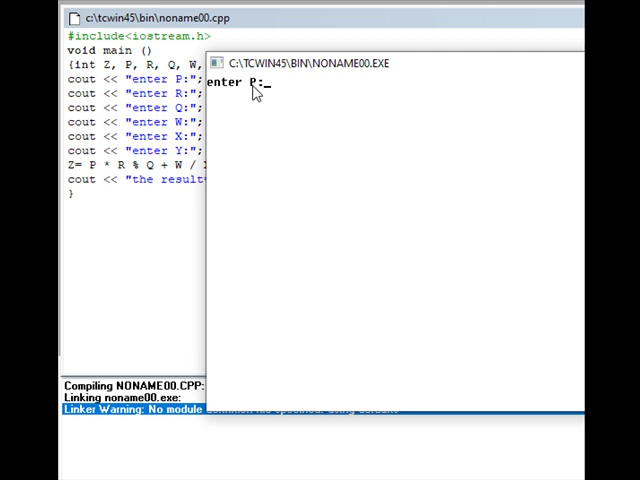 c:\tcwin45\bin\noname00.cpp
#include<iostream.h>
void main ()
{int Z, P, R, Q, W,
cout << "enter P:";
cout << "enter R:";
cout << "enter Q:";
cout << "enter W:";
cout << "enter X:";
cout << "enter Y:";
Z= P * R % Q + W /
cout << "the result
}
C:\TCWIN45\BIN\NONAME00.EXE
enter P:_
Compiling NONAME00.CPP:
Linking noname00.exe:
Linker Warning: No module